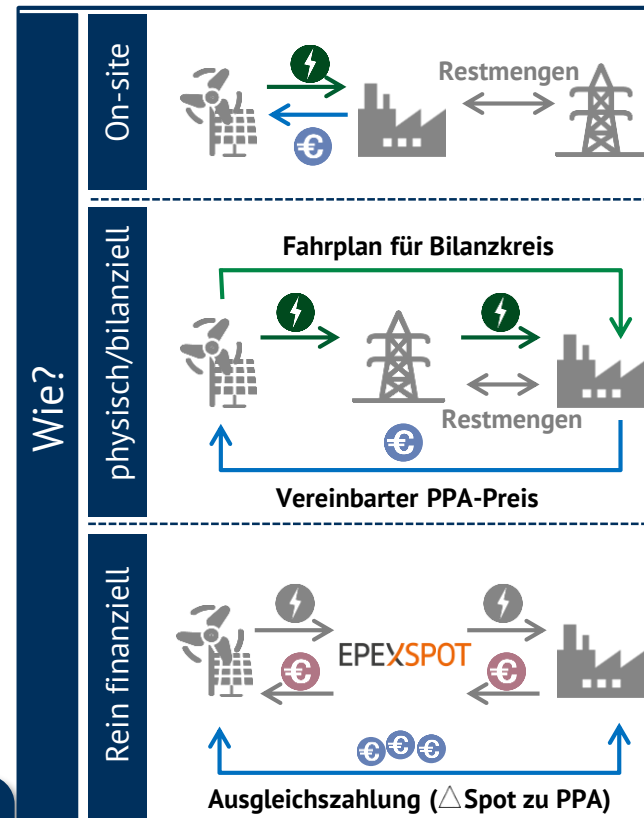 Wie?
On-site
Restmengen
€
physisch/bilanziell
Fahrplan für Bilanzkreis
Restmengen
€
Vereinbarter PPA-Preis
Rein finanziell
EPEXSPOT
€ €
€ € €
Ausgleichszahlung (△Spot zu PPA)